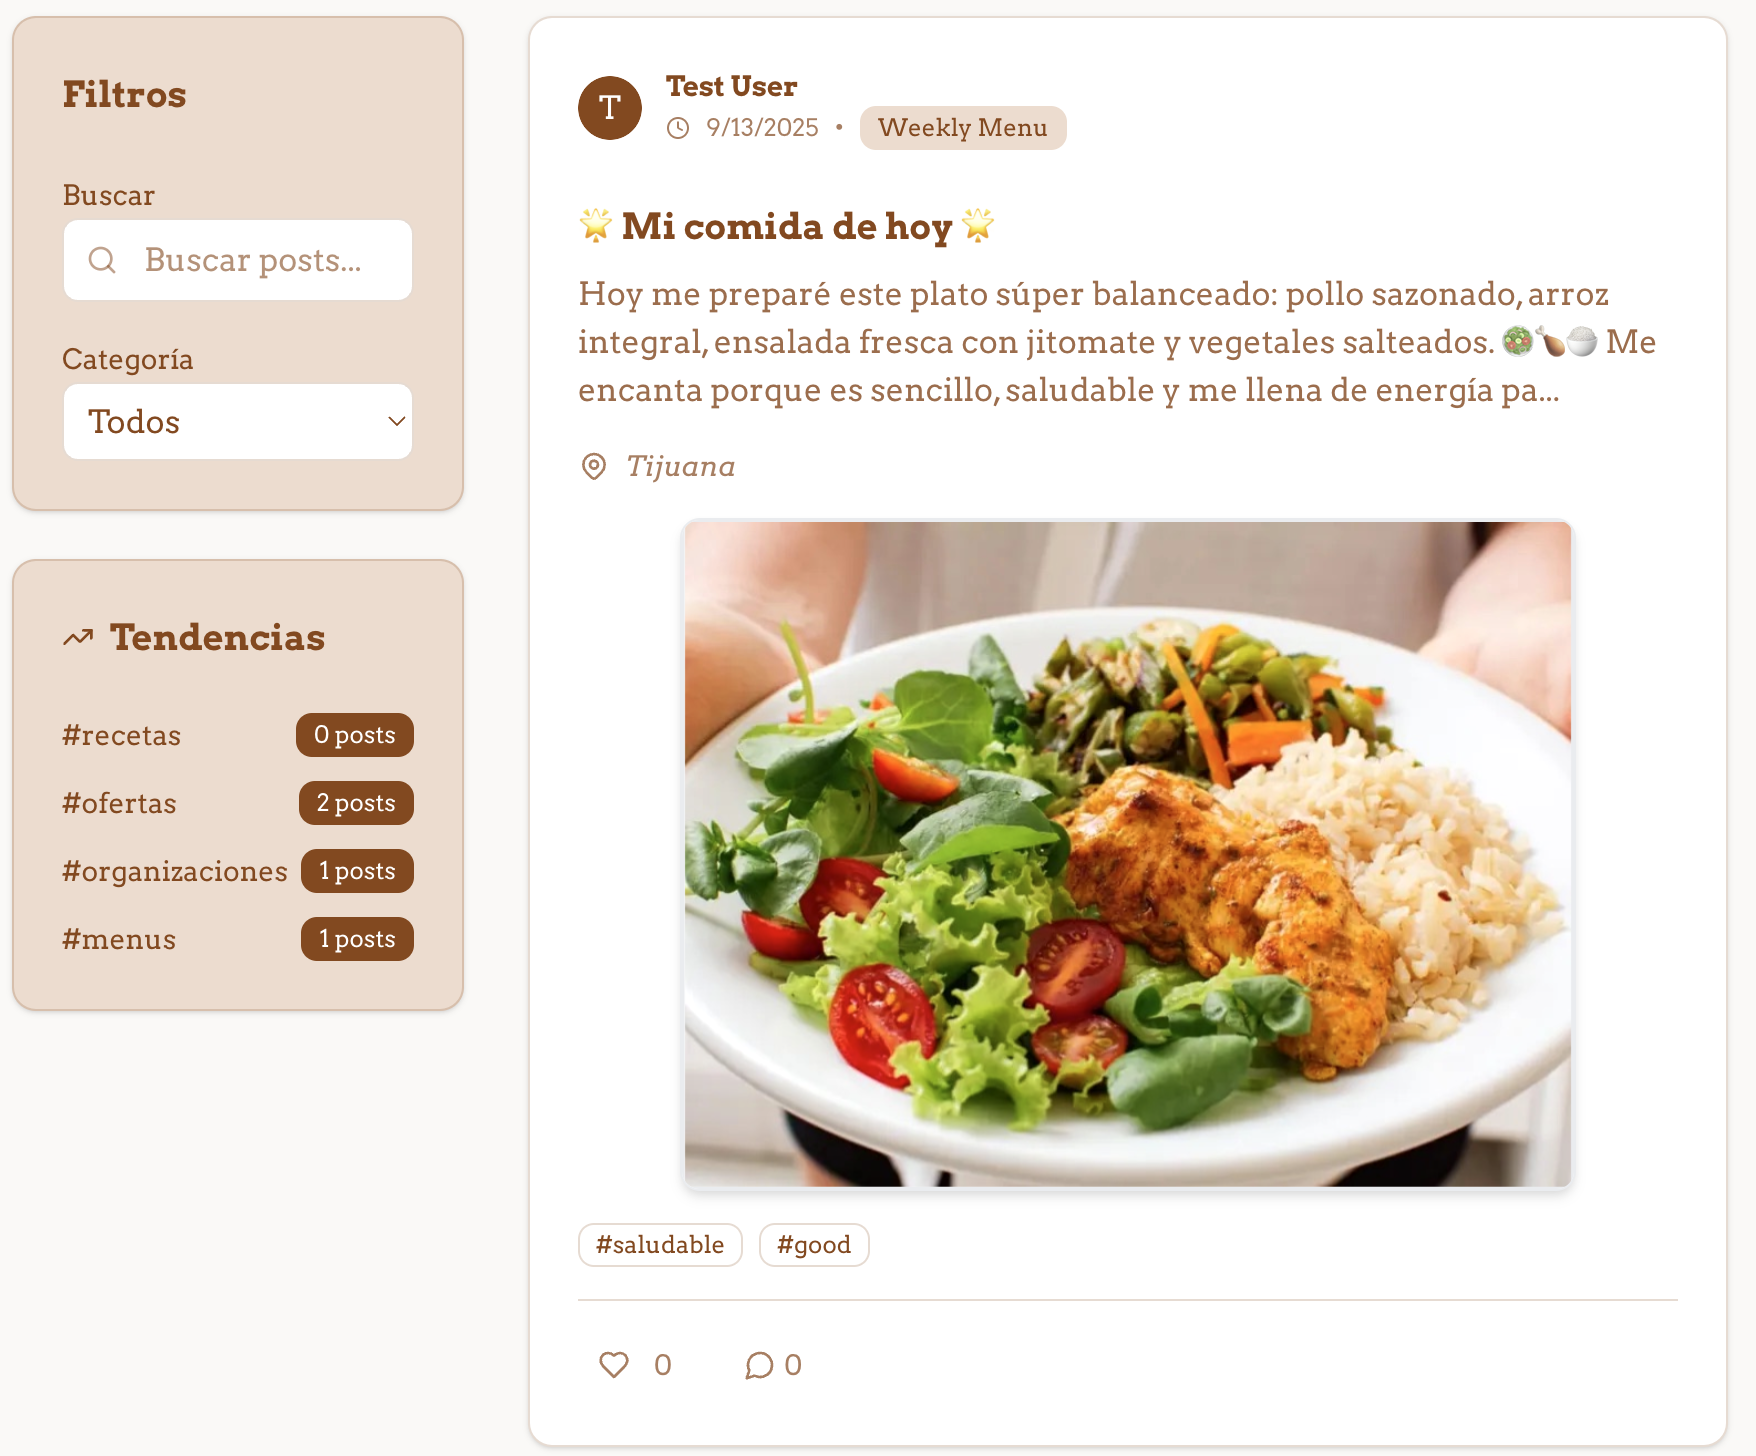 Filtros
Buscar
Buscar posts...
Categoría
Todos
Tendencias
#recetas 0 posts
#ofertas 2 posts
#organizaciones 1 posts
#menus 1 posts
T
Test User
9/13/2025 • Weekly Menu
🌟 Mi comida de hoy 🌟
Hoy me preparé este plato súper balanceado: pollo sazonado, arroz
integral, ensalada fresca con jitomate y vegetales salteados. 🥗🍗🍚 Me
encanta porque es sencillo, saludable y me llena de energía pa...
Tijuana
#saludable #good
0 0